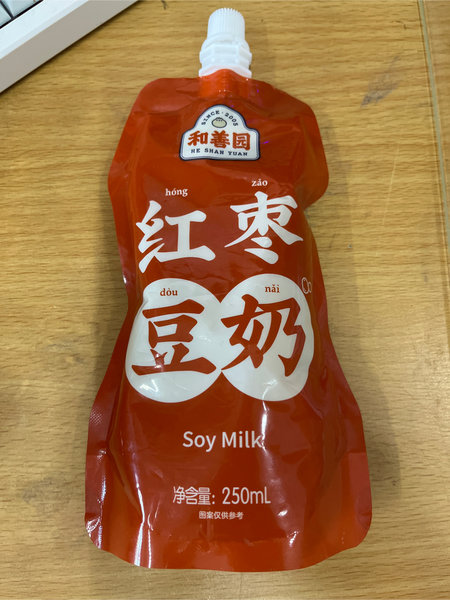 SINCE·2003
和善园
HE SHAN YUAN
hóng zǎo
红枣
dòu nǎi
豆奶
Soy Milk
净含量: 250mL
图案仅供参考